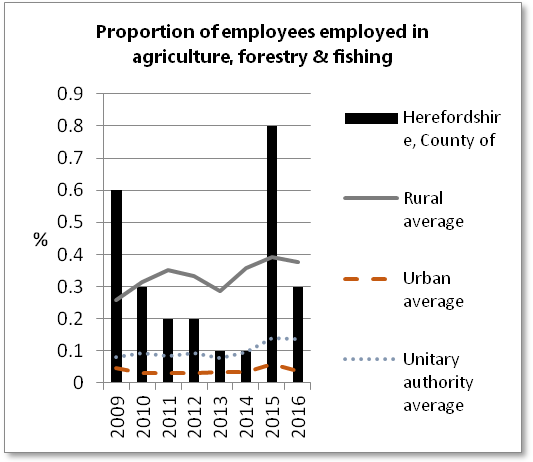 Proportion of employees employed in
agriculture, forestry & fishing
0.9
0.8
0.7
0.6
0.5
0.4
0.3
0.2
0.1
0
%
2009
2010
2011
2012
2013
2014
2015
2016
Herefordshir
e, County of
Rural
average
Urban
average
Unitary
authority
average